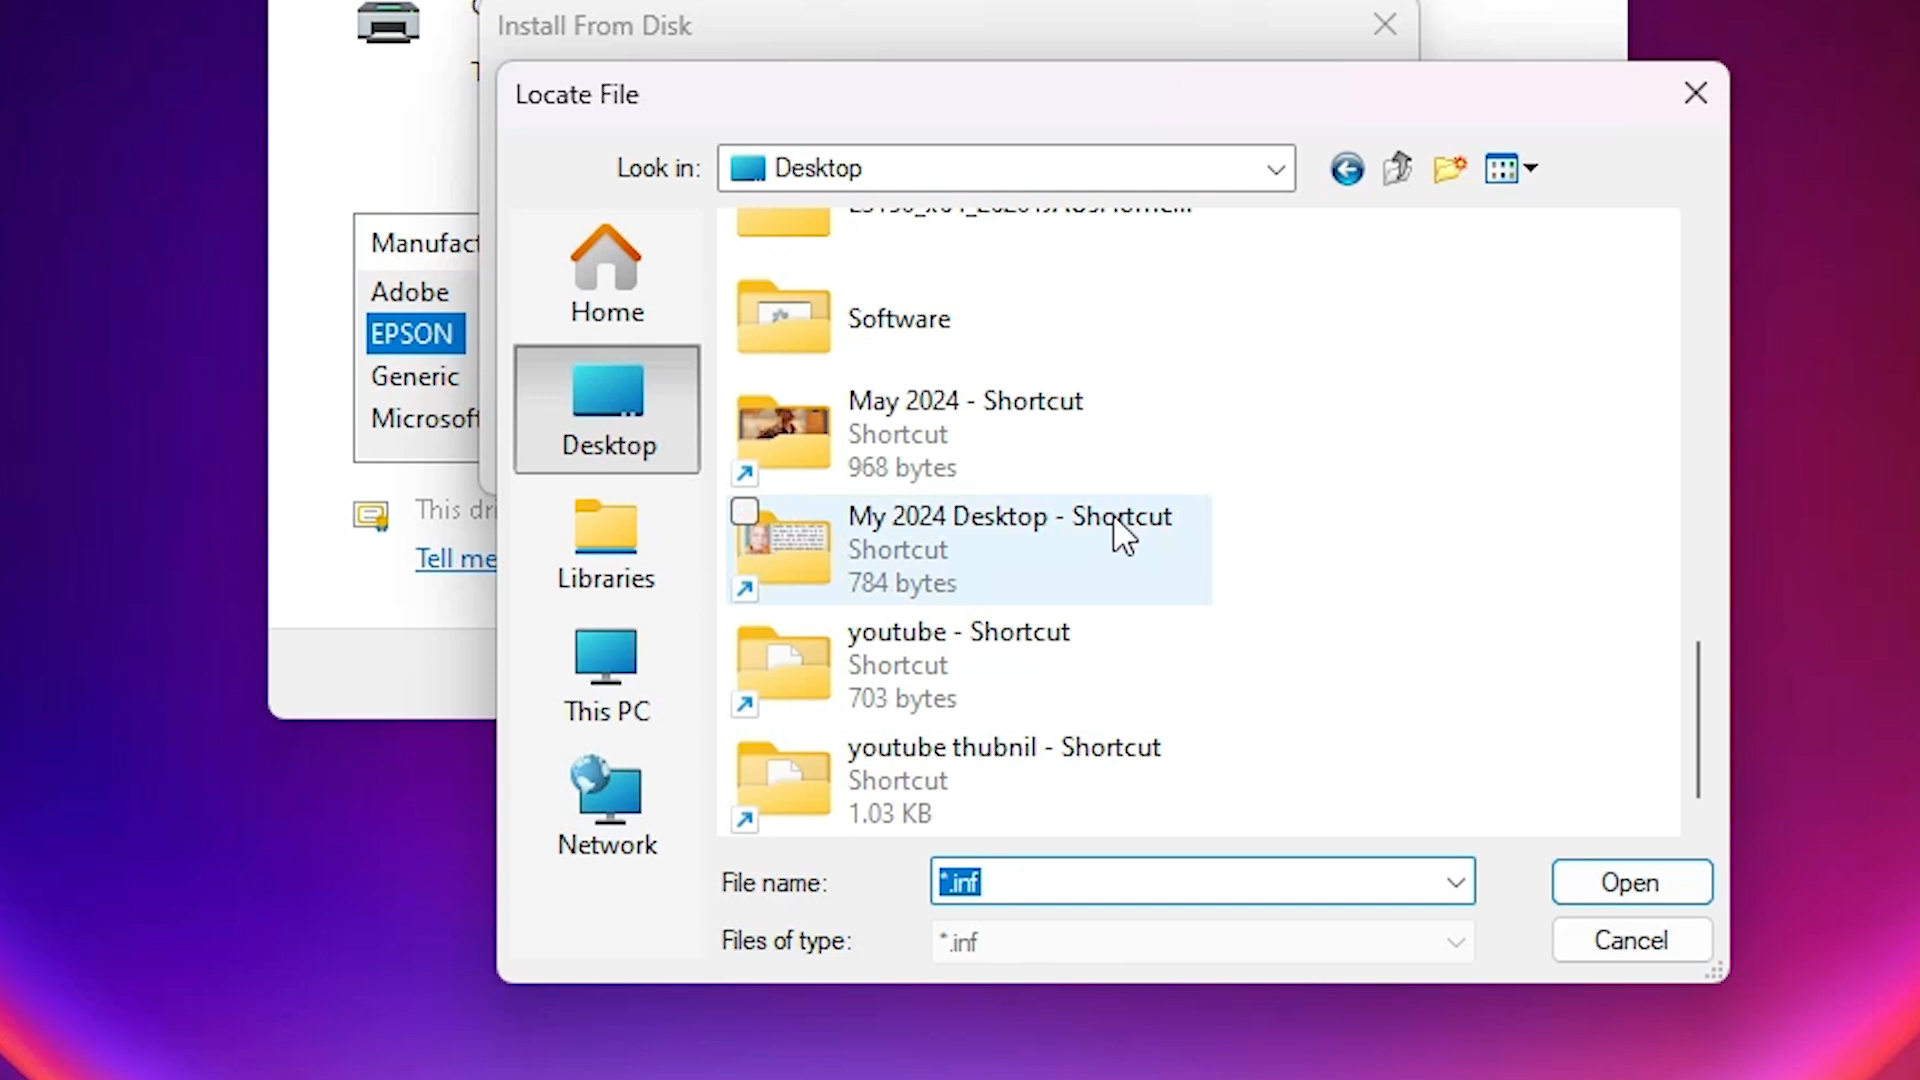 Install From Disk
Locate File
Look in:
Desktop
Manufact
Adobe
EPSON
Generic
Microsoft
This dri
Tell me
Home
Desktop
Libraries
This PC
Network
Software
May 2024 - Shortcut
Shortcut
968 bytes
My 2024 Desktop - Shortcut
Shortcut
784 bytes
youtube - Shortcut
Shortcut
703 bytes
youtube thubnil - Shortcut
Shortcut
1.03 KB
File name:
*.inf
Open
Files of type:
*.inf
Cancel